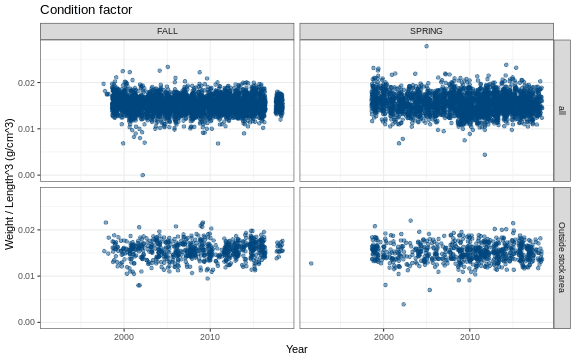 Condition factor
FALL
SPRING
0.02
0.01
0.00
all
0.02
0.01
0.00
Outside stock area
Weight / Length^3 (g/cm^3)
2000
2010
2000
2010
Year